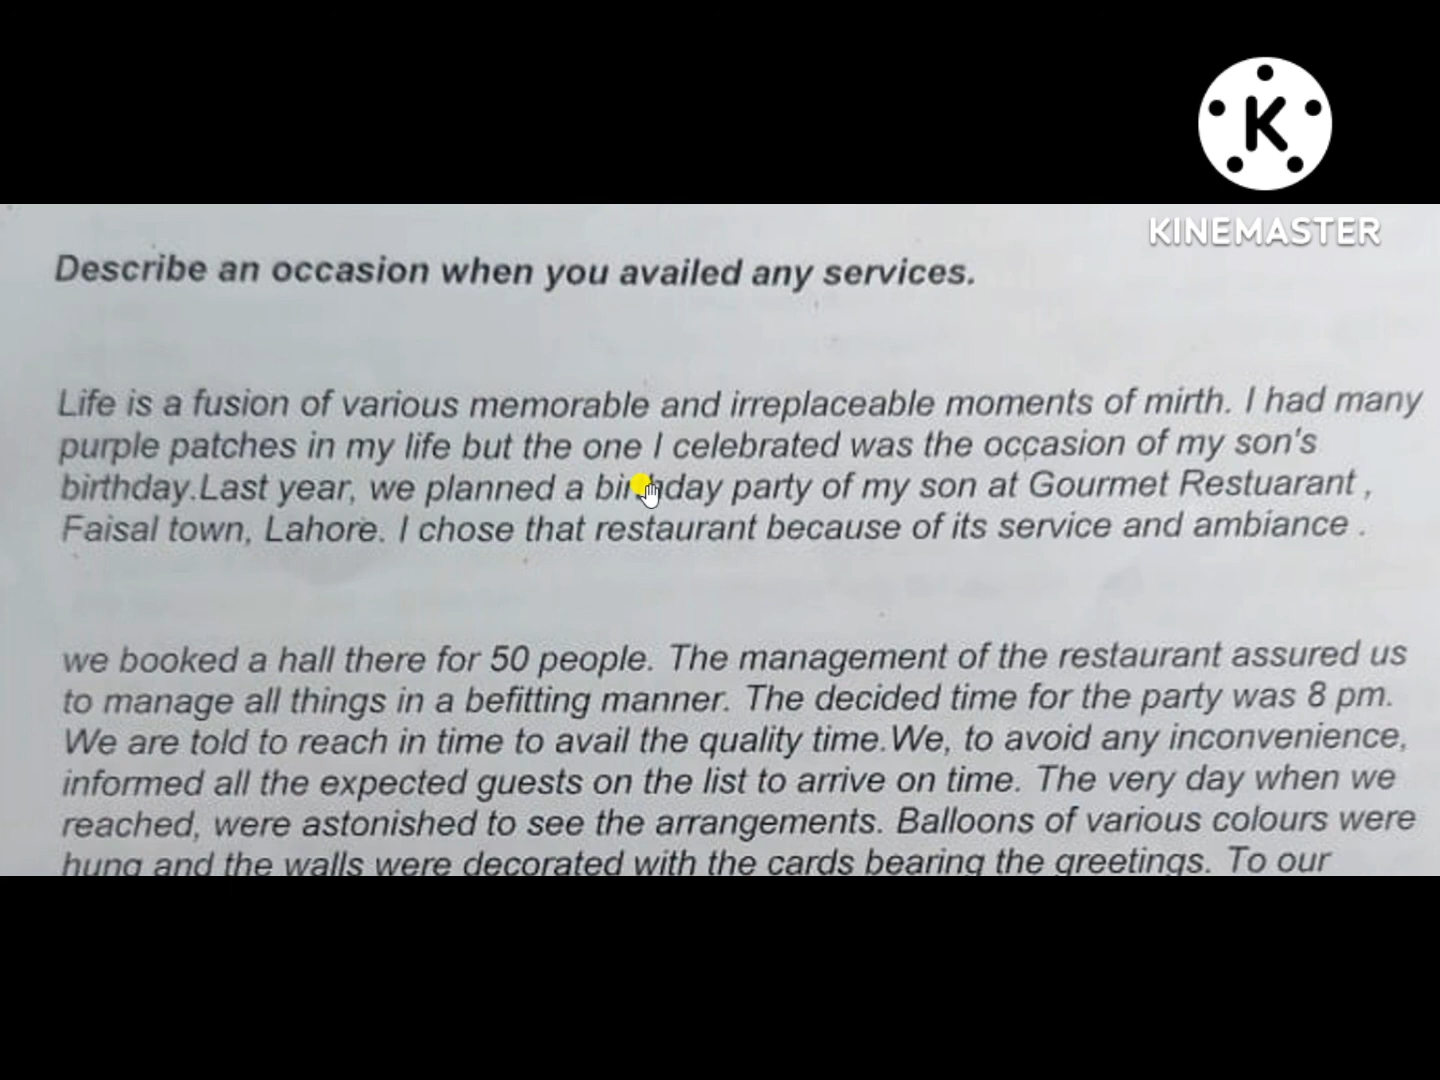 K
KINEMASTER
Describe an occasion when you availed any services.
Life is a fusion of various memorable and irreplaceable moments of mirth. I had many
purple patches in my life but the one I celebrated was the occasion of my son's
birthday.Last year, we planned a birthday party of my son at Gourmet Restuarant ,
Faisal town, Lahore. I chose that restaurant because of its service and ambiance .
we booked a hall there for 50 people. The management of the restaurant assured us
to manage all things in a befitting manner. The decided time for the party was 8 pm.
We are told to reach in time to avail the quality time.We, to avoid any inconvenience,
informed all the expected guests on the list to arrive on time. The very day when we
reached, were astonished to see the arrangements. Balloons of various colours were
hung and the walls were decorated with the cards bearing the greetings. To our